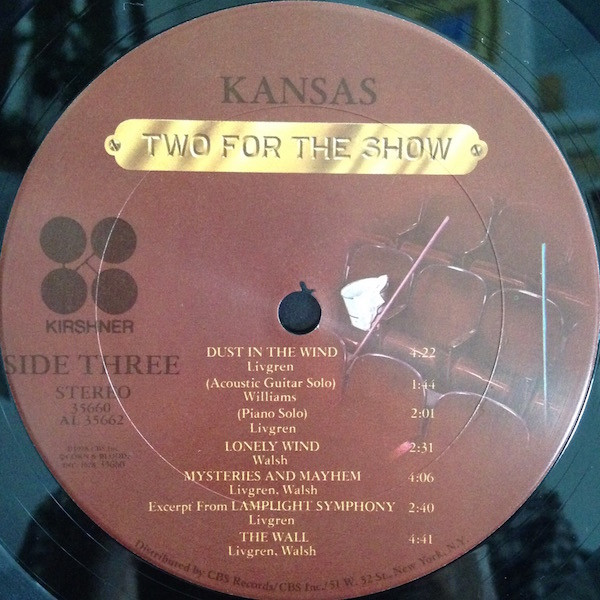 KANSAS
TWO FOR THE SHOW
KIRSHNER
SIDE THREE
STEREO
35660
AL 35662
DUST IN THE WIND 4:22
Livgren
(Acoustic Guitar Solo) 1:44
Williams
(Piano Solo) 2:01
Livgren
LONELY WIND 2:31
Walsh
MYSTERIES AND MAYHEM 4:06
Livgren, Walsh
Excerpt From LAMPLIGHT SYMPHONY 2:40
Livgren
THE WALL 4:41
Livgren, Walsh
Distributed by CBS Records/CBS Inc./51 W. 52 St., New York, N.Y.